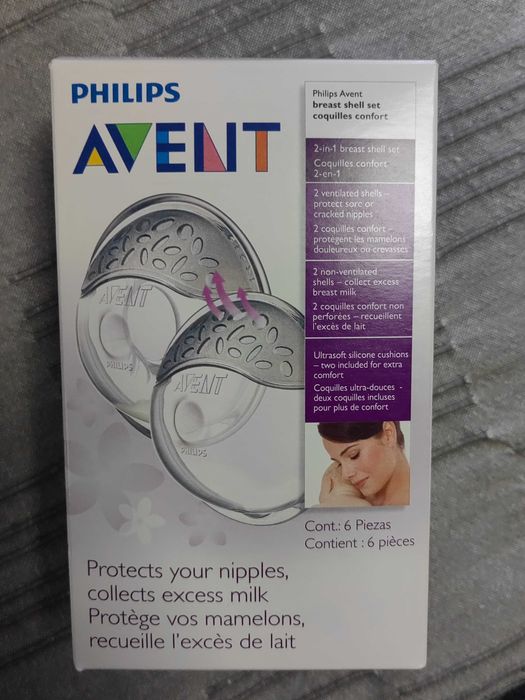 PHILIPS
AVENT
Philips Avent
breast shell set
coquilles confort
2-in-1 breast shell set
Coquilles confort
2-en-1
2 ventilated shells –
protect sore or
cracked nipples
2 coquilles confort –
protègent les mamelons
douleureux ou crevasses
2 non-ventilated
shells – collect excess
breast milk
2 coquilles confort non
perforées – recueillent
l'excès de lait
Ultrasoft silicone cushions
– two included for extra
comfort
Coquilles ultra-douces -
deux coquilles incluses
pour plus de confort
AVENT
PHILIPS
AVENT
PHILIPS
Cont.: 6 Piezas
Contient : 6 pièces
Protects your nipples,
collects excess milk
Protège vos mamelons,
recueille l'excès de lait